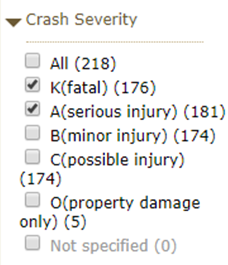 Crash Severity
All (218)
K(fatal) (176)
A(serious injury) (181)
B(minor injury) (174)
C(possible injury)
(174)
O(property damage
only) (5)
Not specified (0)